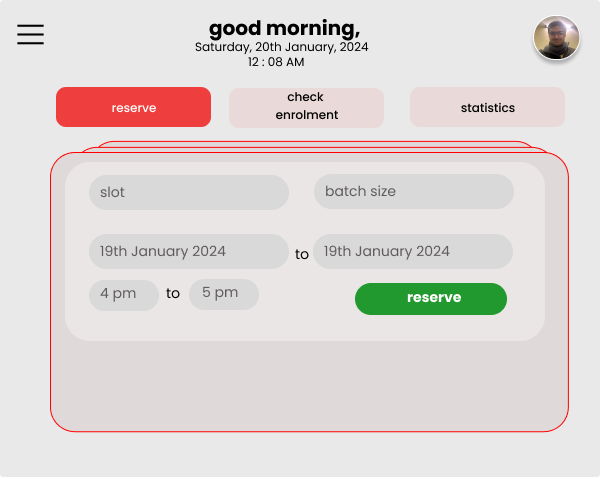 good morning,
Saturday, 20th January, 2024
12 : 08 AM
reserve
check
enrolment
statistics
slot
batch size
19th January 2024 to 19th January 2024
4 pm to 5 pm
reserve